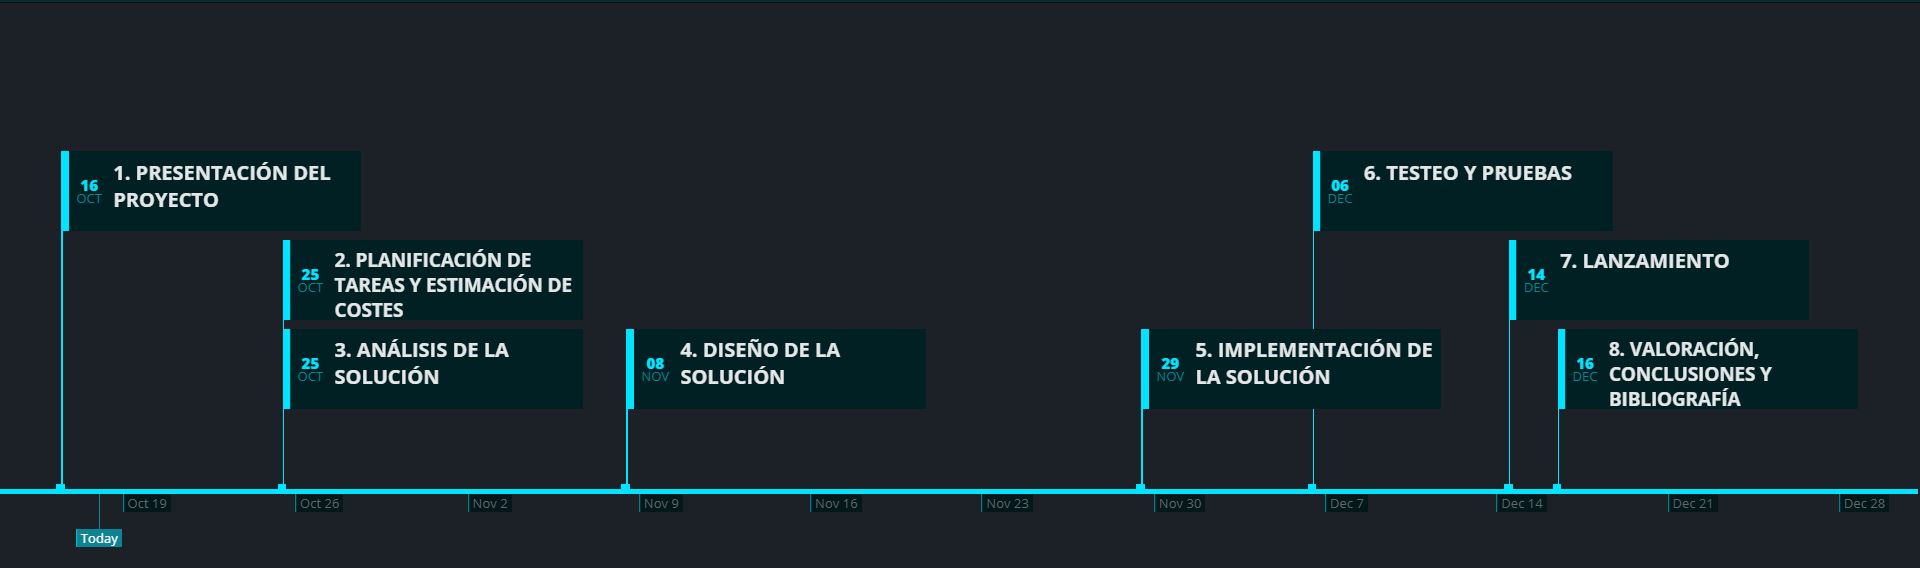 16
OCT
1. PRESENTACIÓN DEL
PROYECTO
25
OCT
2. PLANIFICACIÓN DE
TAREAS Y ESTIMACIÓN DE
COSTES
25
OCT
3. ANÁLISIS DE LA
SOLUCIÓN
08
NOV
4. DISEÑO DE LA
SOLUCIÓN
29
NOV
5. IMPLEMENTACIÓN DE
LA SOLUCIÓN
06
DEC
6. TESTEO Y PRUEBAS
14
DEC
7. LANZAMIENTO
16
DEC
8. VALORACIÓN,
CONCLUSIONES Y
BIBLIOGRAFÍA
Oct 19
Oct 26
Nov 2
Nov 9
Nov 16
Nov 23
Nov 30
Dec 7
Dec 14
Dec 21
Dec 28
Today